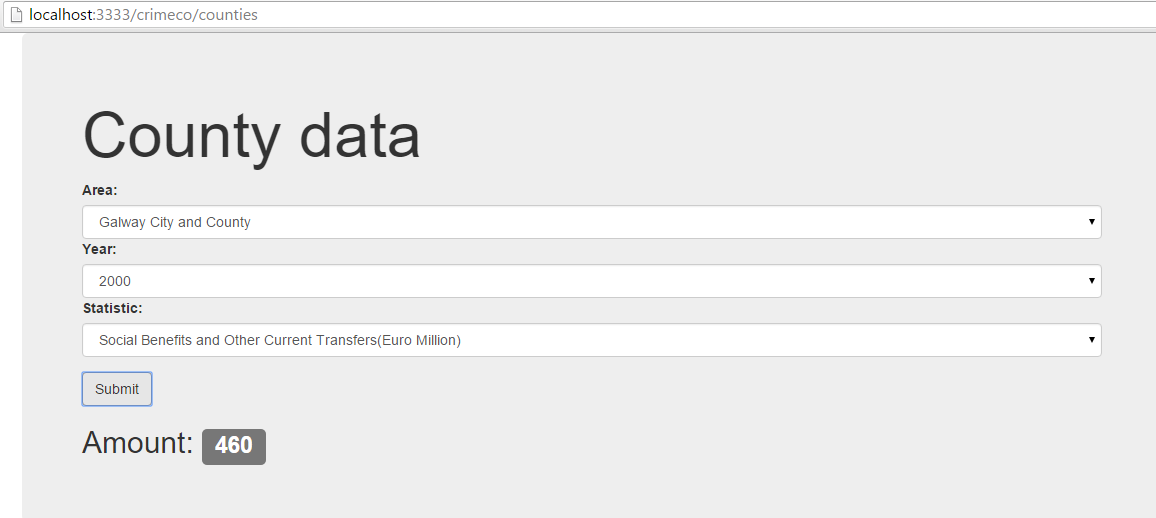 localhost:3333/crimeco/counties
County data
Area:
Galway City and County
Year:
2000
Statistic:
Social Benefits and Other Current Transfers(Euro Million)
Submit
Amount: 460